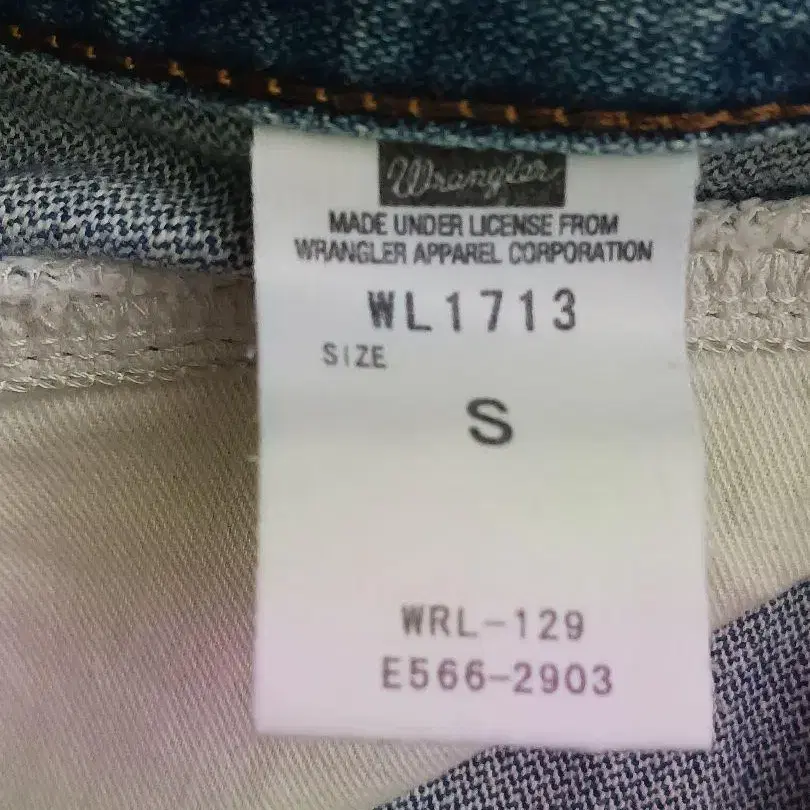 Wrangler
MADE UNDER LICENSE FROM
WRANGLER APPAREL CORPORATION
WL1713
SIZE
S
WRL-129
E566-2903